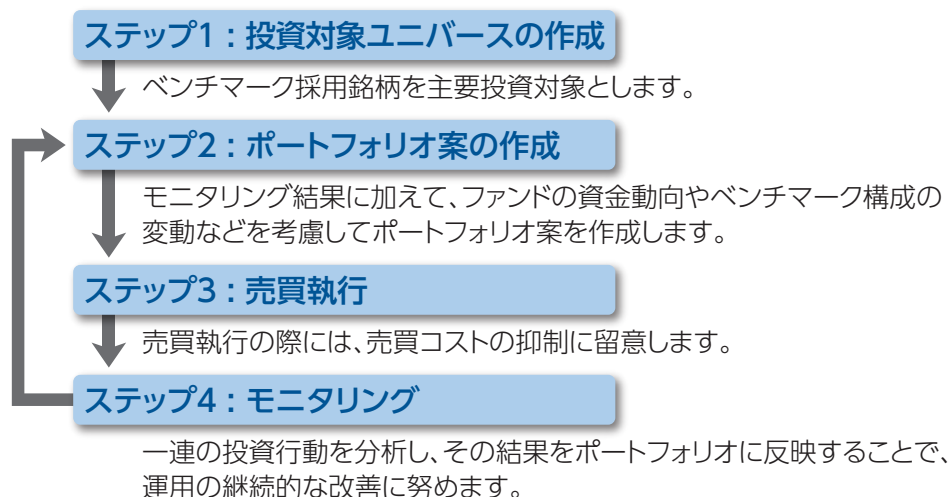 ステップ1：投資対象ユニバースの作成
ベンチマーク採用銘柄を主要投資対象とします。
ステップ2：ポートフォリオ案の作成
モニタリング結果に加えて、ファンドの資金動向やベンチマーク構成の
変動などを考慮してポートフォリオ案を作成します。
ステップ3：売買執行
売買執行の際には、売買コストの抑制に留意します。
ステップ4：モニタリング
一連の投資行動を分析し、その結果をポートフォリオに反映することで、
運用の継続的な改善に努めます。